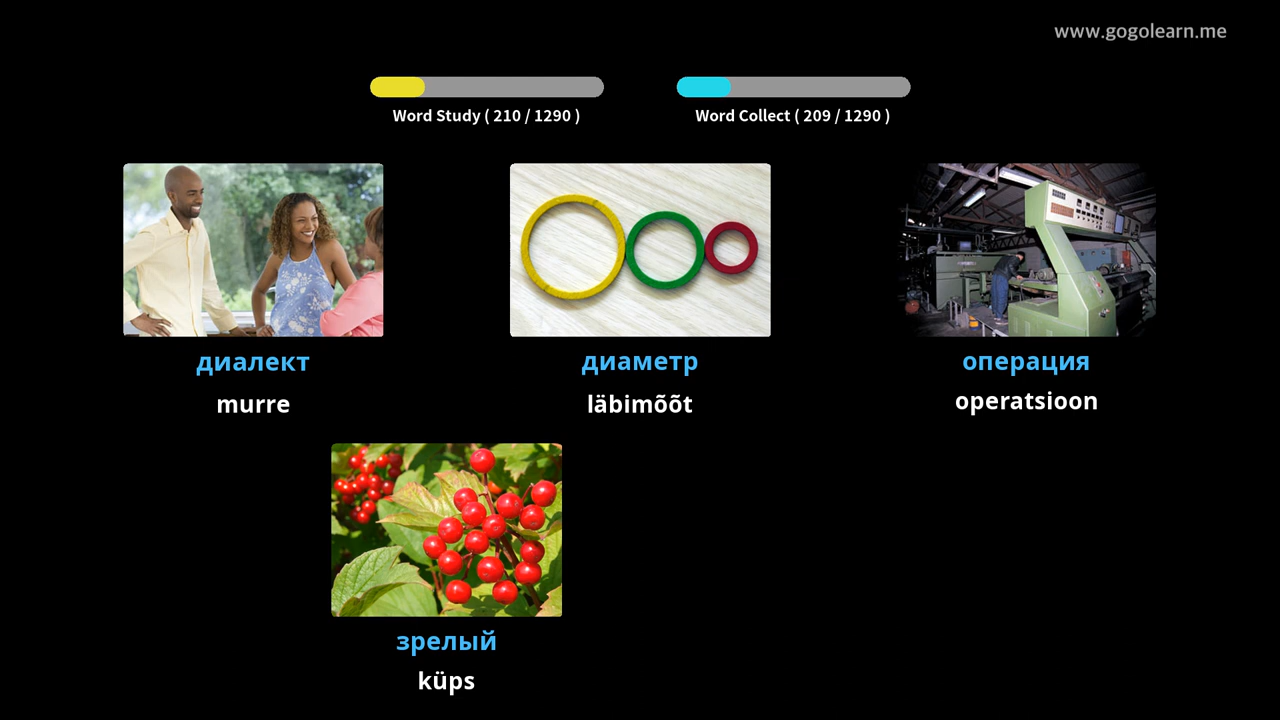 www.gogolearn.me
Word Study ( 210 / 1290 )
Word Collect ( 209 / 1290 )
диалект
murre
диаметр
läbimõõt
операция
operatsioon
зрелый
küps